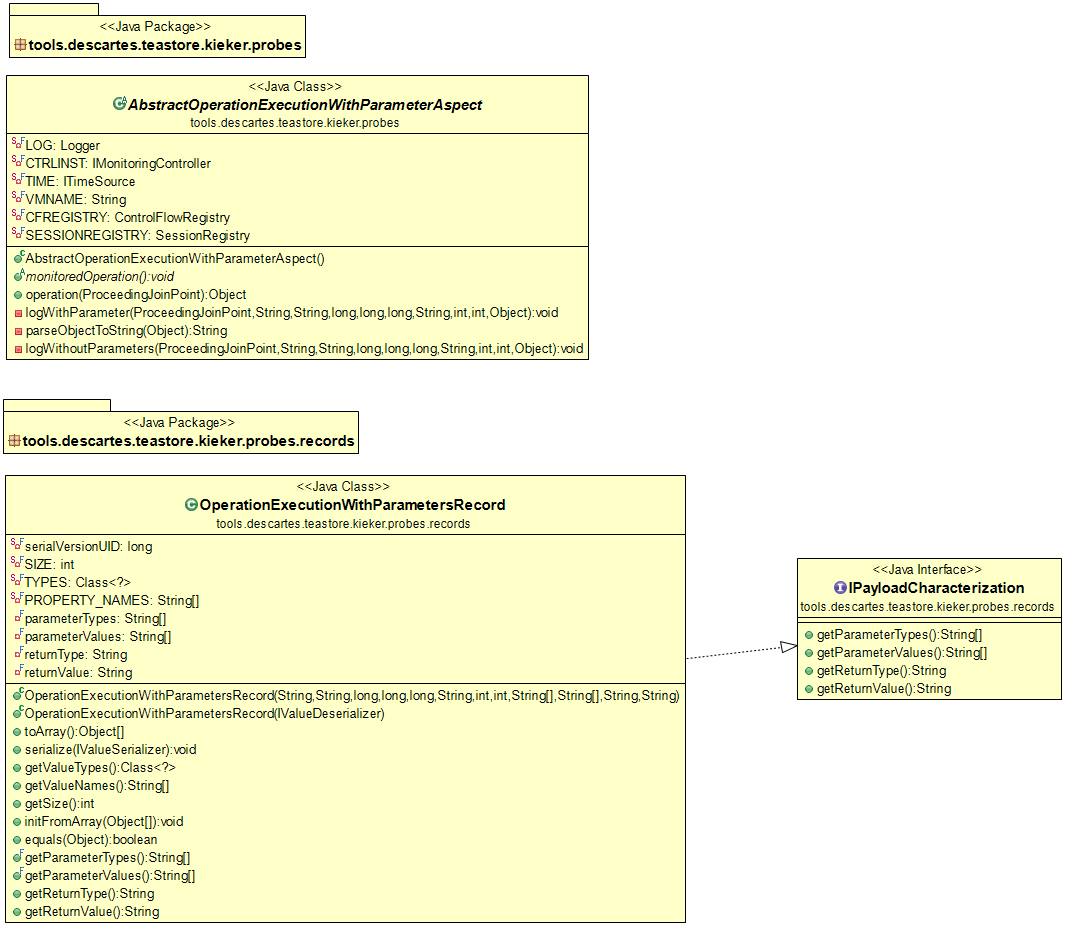 <<Java Package>>
tools.descartes.teastore.kieker.probes
<<Java Class>>
AbstractOperationExecutionWithParameterAspect
tools.descartes.teastore.kieker.probes
LOG: Logger
CTRLINST: IMonitoringController
TIME: ITimeSource
VMNAME: String
CFREGISTRY: ControlFlowRegistry
SESSIONREGISTRY: SessionRegistry
AbstractOperationExecutionWithParameterAspect()
monitoredOperation():void
operation(ProceedingJoinPoint):Object
logWithParameter(ProceedingJoinPoint,String,String,long,long,long,String,int,int,Object):void
parseObjectToString(Object):String
logWithoutParameters(ProceedingJoinPoint,String,String,long,long,long,String,int,int,Object):void
<<Java Package>>
tools.descartes.teastore.kieker.probes.records
<<Java Class>>
OperationExecutionWithParametersRecord
tools.descartes.teastore.kieker.probes.records
serialVersionUID: long
SIZE: int
TYPES: Class<?>
PROPERTY_NAMES: String[]
parameterTypes: String[]
parameterValues: String[]
returnType: String
returnValue: String
OperationExecutionWithParametersRecord(String,String,long,long,long,String,int,int,String[],String[],String,String)
OperationExecutionWithParametersRecord(IValueDeserializer)
toArray():Object[]
serialize(IValueSerializer):void
getValueTypes():Class<?>
getValueNames():String[]
getSize():int
initFromArray(Object[]):void
equals(Object):boolean
getParameterTypes():String[]
getParameterValues():String[]
getReturnType():String
getReturnValue():String
<<Java Interface>>
IPayloadCharacterization
tools.descartes.teastore.kieker.probes.records
getParameterTypes():String[]
getParameterValues():String[]
getReturnType():String
getReturnValue():String